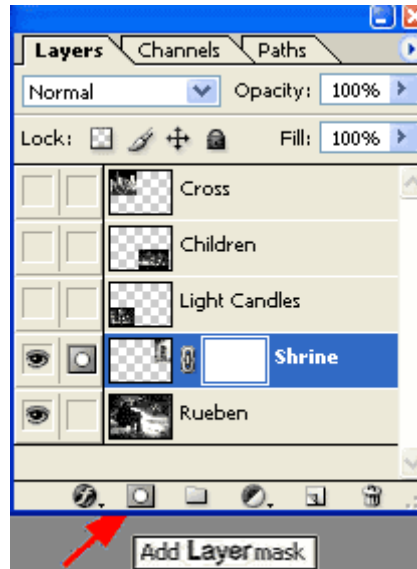 Layers Channels Paths
Normal Opacity: 100%
Lock: Fill: 100%
Cross
Children
Light Candles
Shrine
Rueben
Add Layer mask